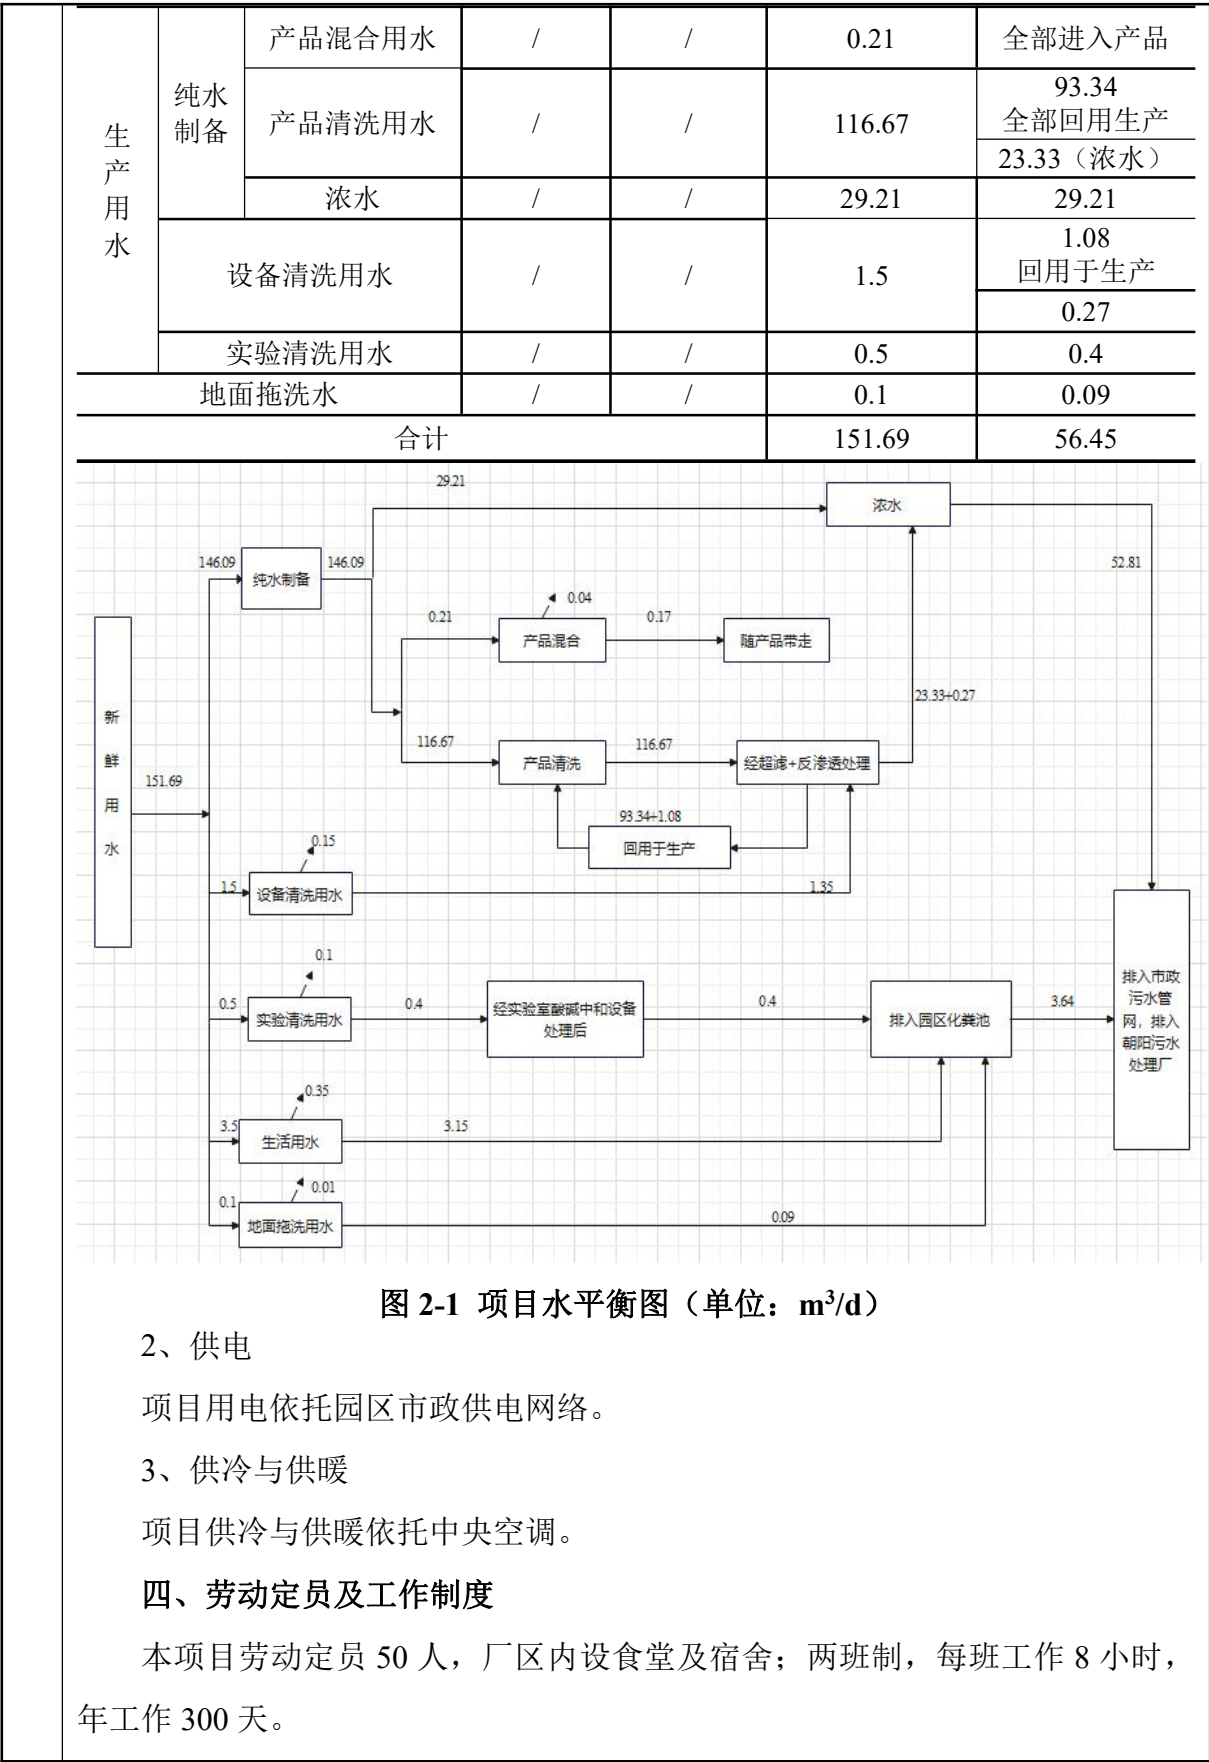 生产用水
纯水制备
产品混合用水 / / 0.21 全部进入产品
产品清洗用水 / / 116.67
93.34
全部回用生产
23.33（浓水）
浓水 / / 29.21 29.21
设备清洗用水 / / 1.5
1.08
回用于生产
0.27
实验清洗用水 / / 0.5 0.4
地面拖洗水 / / 0.1 0.09
合计 151.69 56.45
29.21
浓水
146.09
纯水制备
146.09
52.81
0.04
0.21
产品混合
0.17
随产品带走
23.33+0.27
新鲜用水
151.69
116.67
产品清洗
116.67
经超滤+反渗透处理
93.34+1.08
回用于生产
0.15
1.5
设备清洗用水
1.35
0.1
0.5
实验清洗用水
0.4
经实验室酸碱中和设备
处理后
0.4
排入园区化粪池
3.64
排入市政
污水管
网，排入
朝阳污水
处理厂
0.35
3.5
生活用水
3.15
0.01
0.1
地面拖洗用水
0.09
图 2-1 项目水平衡图（单位：m³/d）
2、供电
项目用电依托园区市政供电网络。
3、供冷与供暖
项目供冷与供暖依托中央空调。
四、劳动定员及工作制度
本项目劳动定员 50 人，厂区内设食堂及宿舍；两班制，每班工作 8 小时，
年工作 300 天。